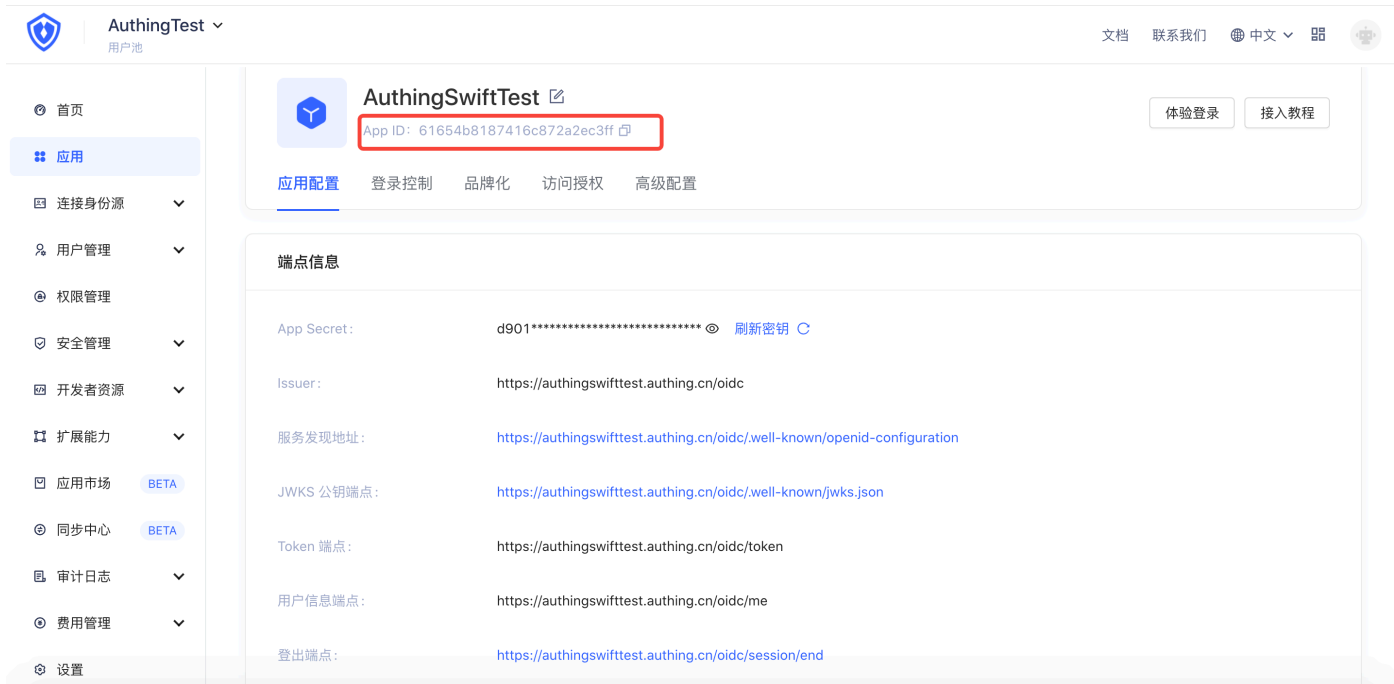 AuthingTest
用户池
文档 联系我们 中文
首页
应用
连接身份源
用户管理
权限管理
安全管理
开发者资源
扩展能力
应用市场 BETA
同步中心 BETA
审计日志
费用管理
设置
AuthingSwiftTest
App ID: 61654b8187416c872a2ec3ff
体验登录 接入教程
应用配置 登录控制 品牌化 访问授权 高级配置
端点信息
App Secret: d901**************************** 刷新密钥
Issuer: https://authingswifttest.authing.cn/oidc
服务发现地址: https://authingswifttest.authing.cn/oidc/.well-known/openid-configuration
JWKS 公钥端点: https://authingswifttest.authing.cn/oidc/.well-known/jwks.json
Token 端点: https://authingswifttest.authing.cn/oidc/token
用户信息端点: https://authingswifttest.authing.cn/oidc/me
登出端点: https://authingswifttest.authing.cn/oidc/session/end